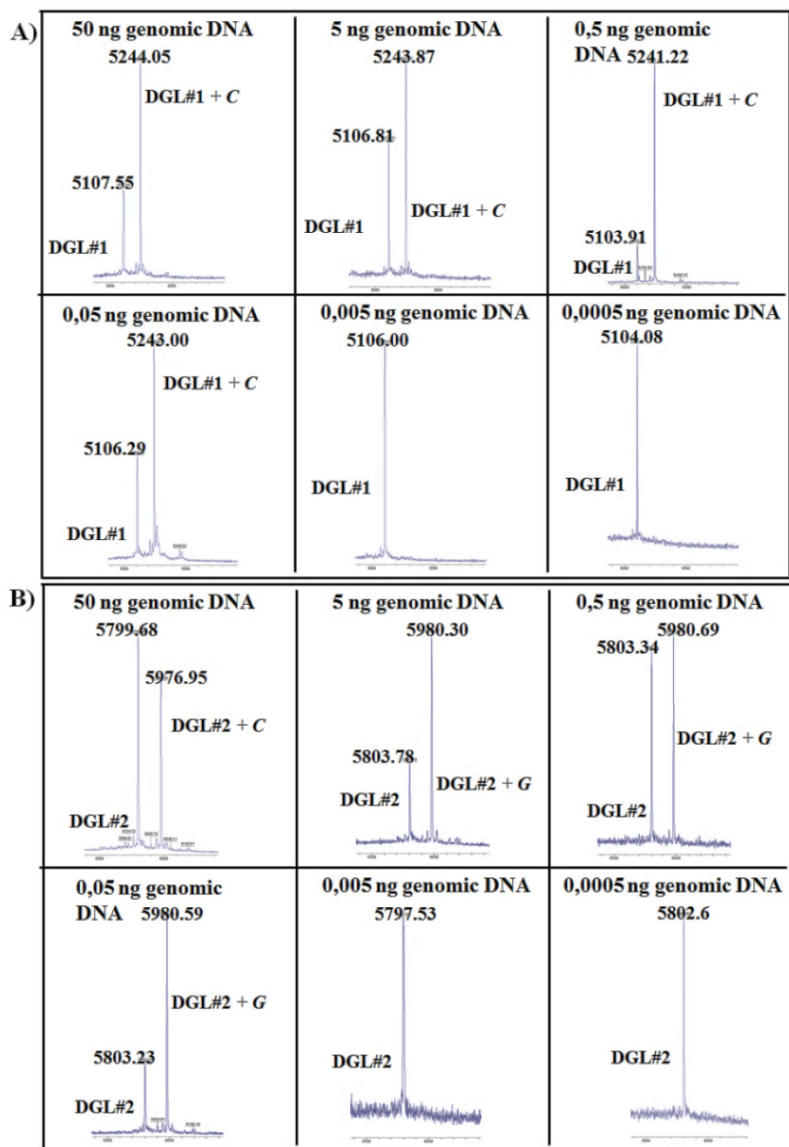 A)
50 ng genomic DNA
5244.05
DGL#1 + C
5107.55
DGL#1
5 ng genomic DNA
5243.87
5106.81
DGL#1 + C
DGL#1
0,5 ng genomic
DNA 5241.22
DGL#1 + C
5103.91
DGL#1
0,05 ng genomic DNA
5243.00
DGL#1 + C
5106.29
DGL#1
0,005 ng genomic DNA
5106.00
DGL#1
0,0005 ng genomic DNA
5104.08
DGL#1
B)
50 ng genomic DNA
5799.68
5976.95
DGL#2 + C
DGL#2
5 ng genomic DNA
5980.30
5803.78
DGL#2 + G
DGL#2
0,5 ng genomic DNA
5980.69
5803.34
DGL#2 + G
DGL#2
0,05 ng genomic
DNA 5980.59
DGL#2 + G
5803.23
DGL#2
0,005 ng genomic DNA
5797.53
DGL#2
0,0005 ng genomic DNA
5802.6
DGL#2